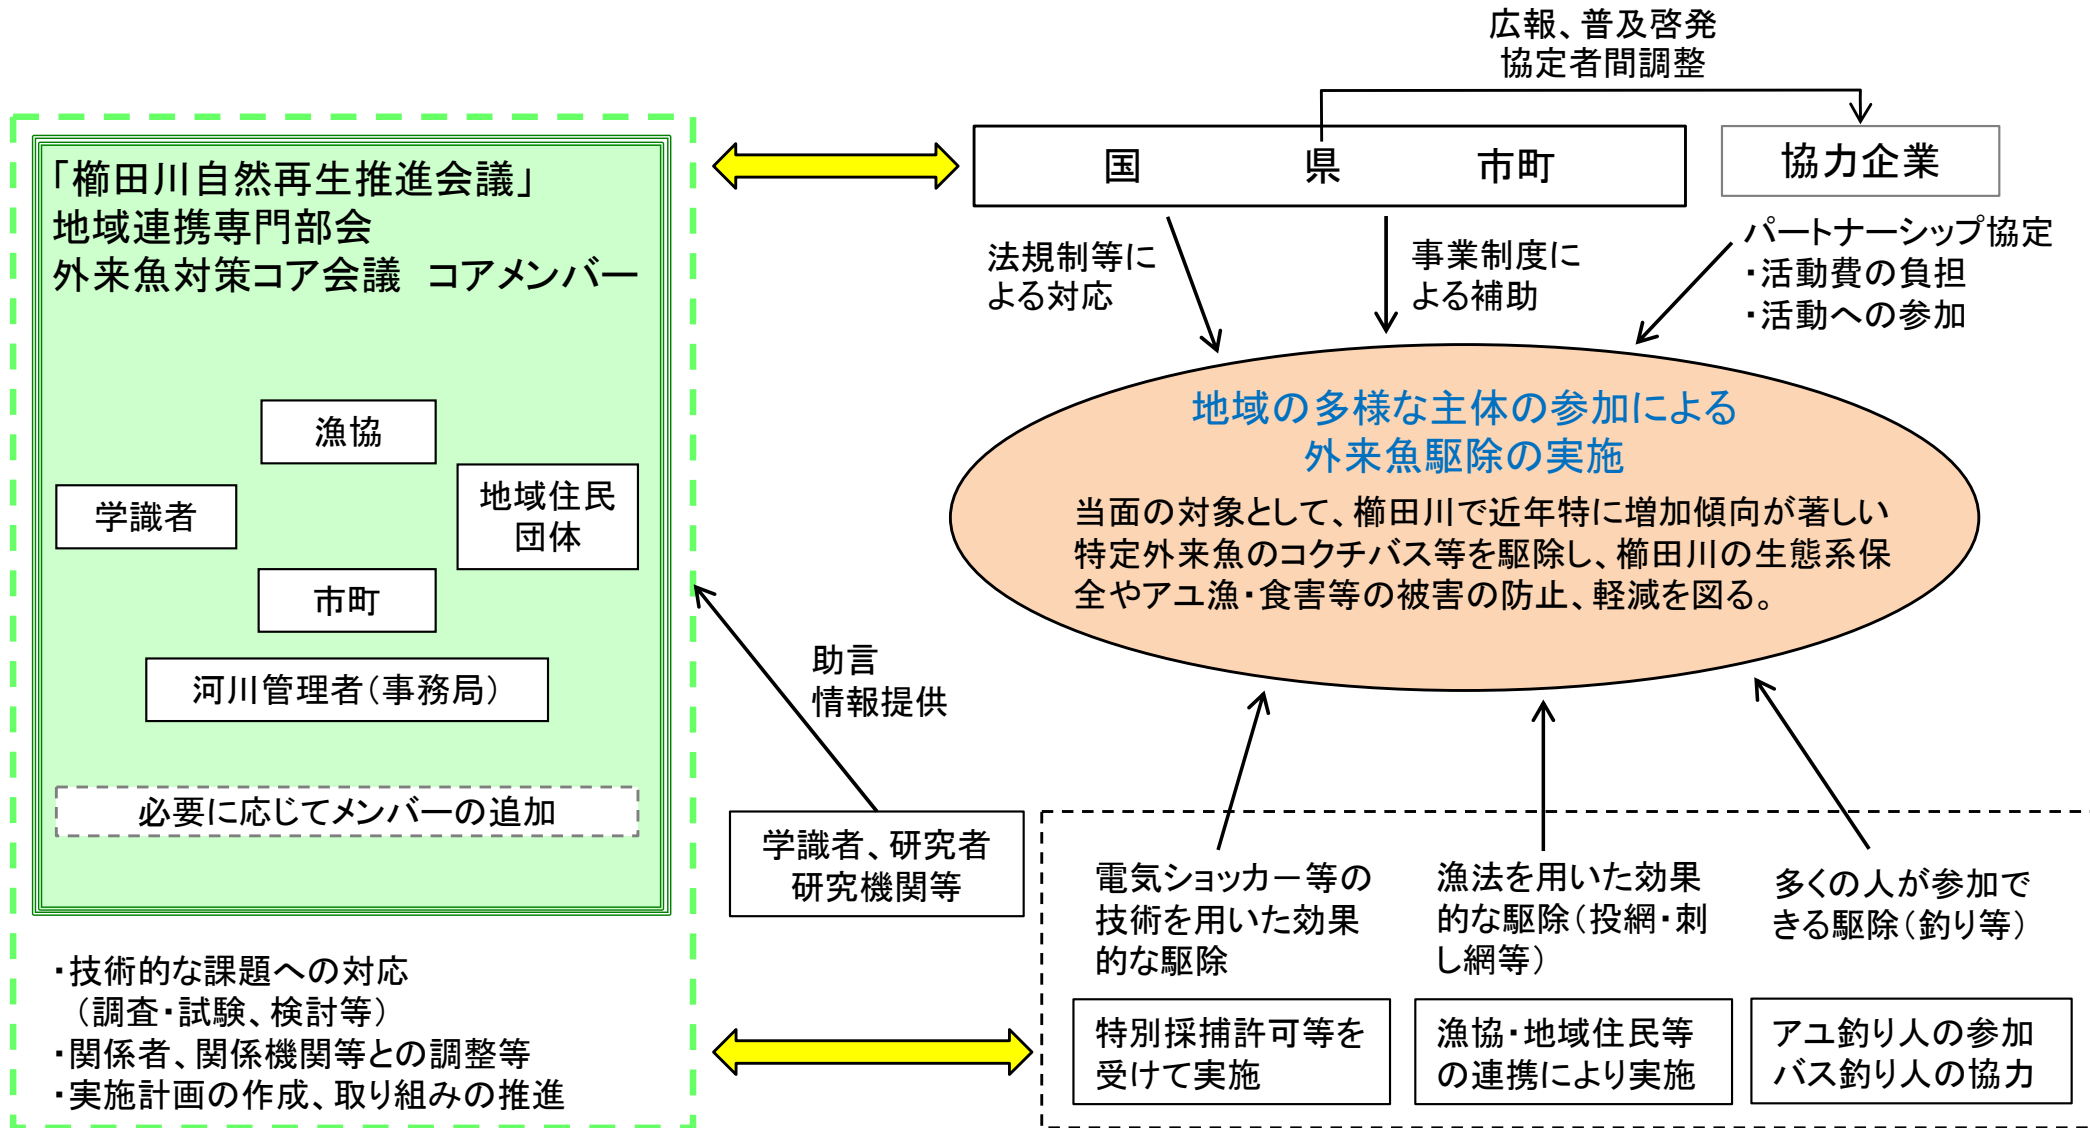 広報、普及啓発
協定者間調整
「櫛田川自然再生推進会議」
地域連携専門部会
外来魚対策コア会議　コアメンバー
漁協
学識者
地域住民
団体
市町
河川管理者（事務局）
必要に応じてメンバーの追加
・技術的な課題への対応
（調査・試験、検討等）
・関係者、関係機関等との調整等
・実施計画の作成、取り組みの推進
国　県　市町
協力企業
法規制等に
よる対応
事業制度に
よる補助
パートナーシップ協定
・活動費の負担
・活動への参加
地域の多様な主体の参加による
外来魚駆除の実施
当面の対象として、櫛田川で近年特に増加傾向が著しい
特定外来魚のコクチバス等を駆除し、櫛田川の生態系保
全やアユ漁・食害等の被害の防止、軽減を図る。
助言
情報提供
学識者、研究者
研究機関等
電気ショッカー等の
技術を用いた効果
的な駆除
特別採捕許可等を
受けて実施
漁法を用いた効果
的な駆除（投網・刺
し網等）
漁協・地域住民等
の連携により実施
多くの人が参加で
きる駆除（釣り等）
アユ釣り人の参加
バス釣り人の協力